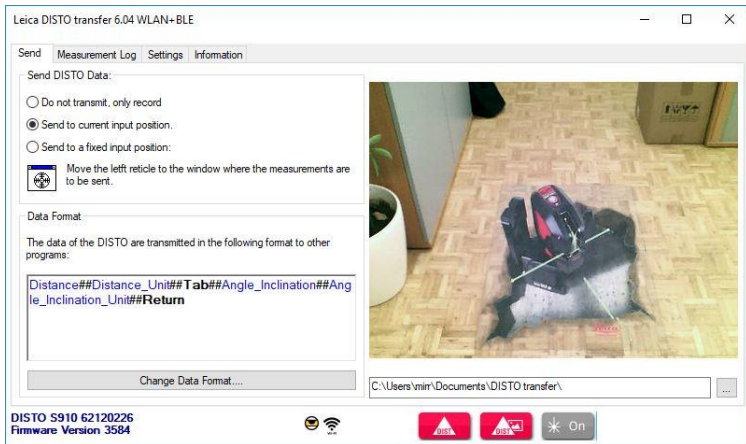 Leica DISTO transfer 6.04 WLAN+BLE
Send Measurement Log Settings Information
Send DISTO Data:
Do not transmit, only record
Send to current input position.
Send to a fixed input position:
Move the left reticle to the window where the measurements are
to be sent.
Data Format
The data of the DISTO are transmitted in the following format to other
programs:
Distance##Distance_Unit##Tab##Angle_Inclination##Ang
le_Inclination_Unit##Return
Change Data Format....
C:\Users\mirr\Documents\DISTO transfer\
...
DISTO S910 62120226
Firmware Version 3584
DIST
DIST
On